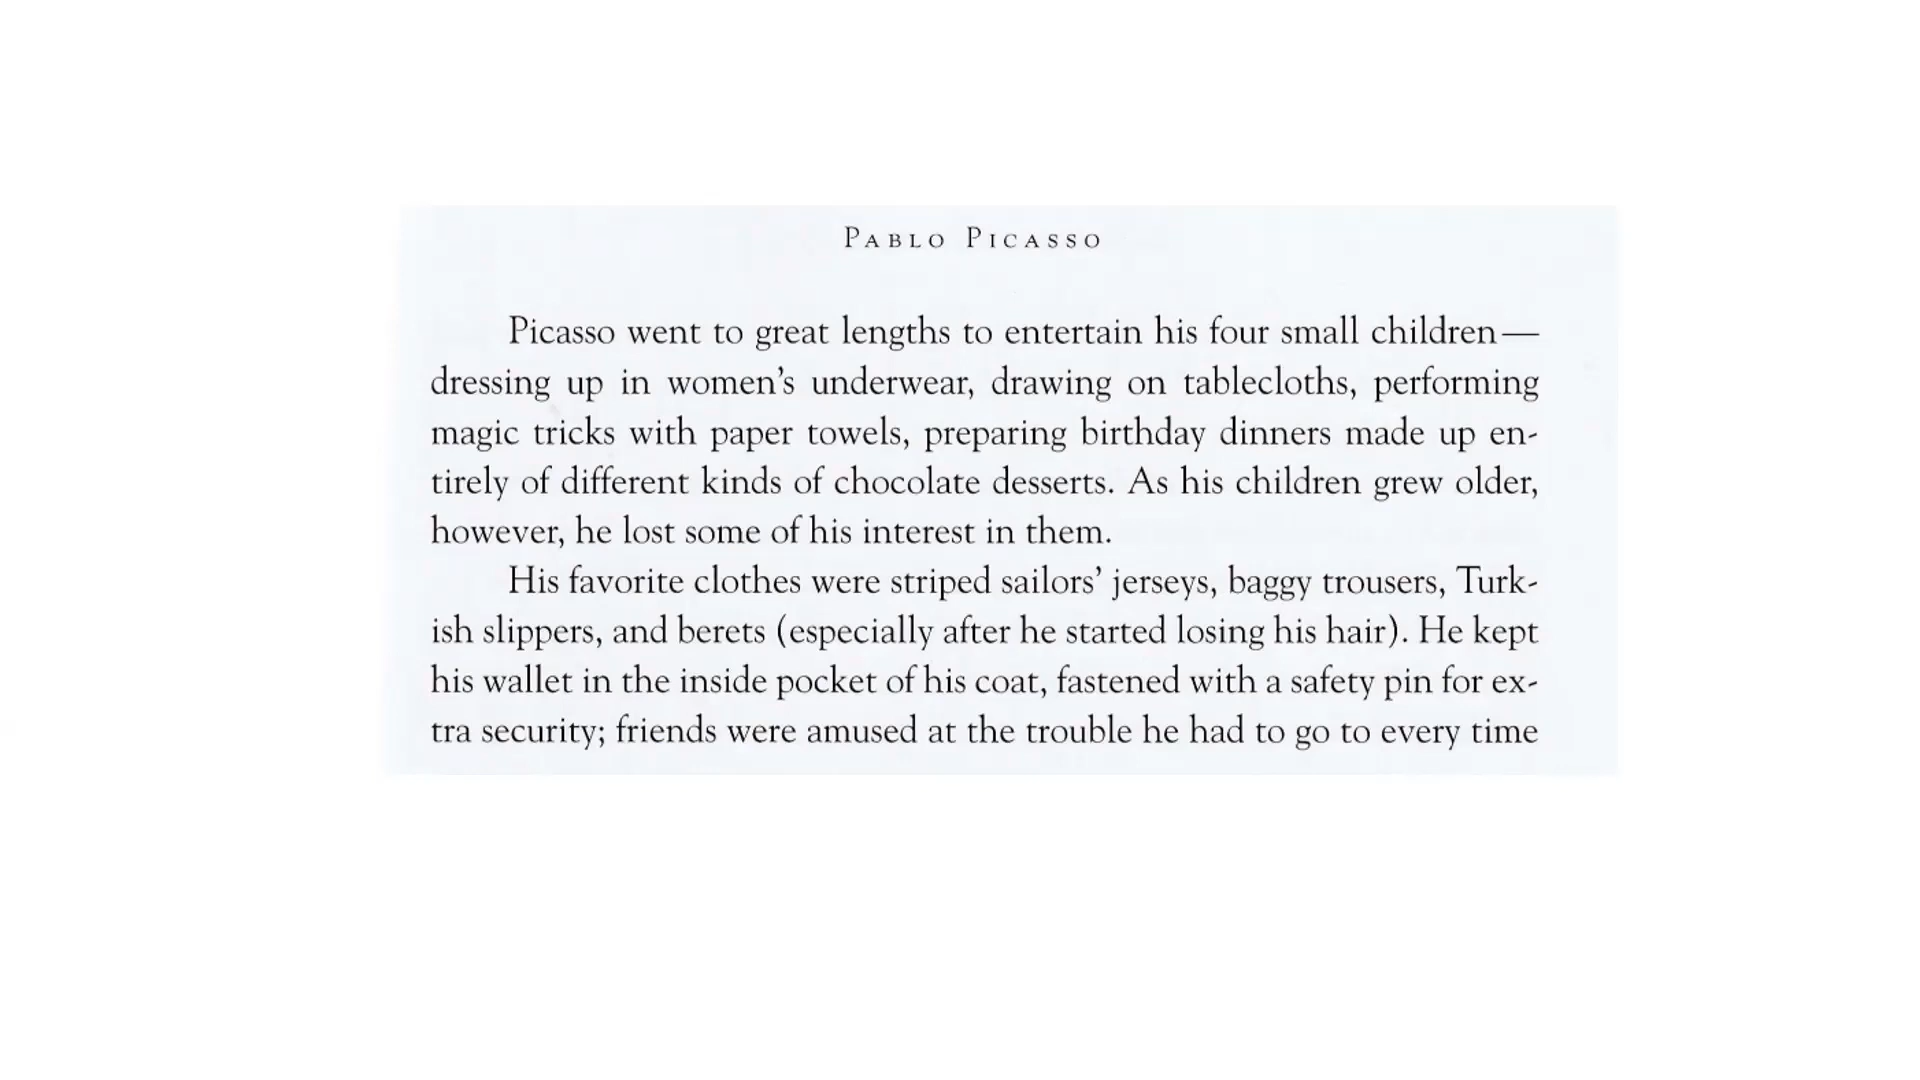 PABLO PICASSO
Picasso went to great lengths to entertain his four small children—
dressing up in women’s underwear, drawing on tablecloths, performing
magic tricks with paper towels, preparing birthday dinners made up en-
tirely of different kinds of chocolate desserts. As his children grew older,
however, he lost some of his interest in them.
His favorite clothes were striped sailors’ jerseys, baggy trousers, Turk-
ish slippers, and berets (especially after he started losing his hair). He kept
his wallet in the inside pocket of his coat, fastened with a safety pin for ex-
tra security; friends were amused at the trouble he had to go to every time